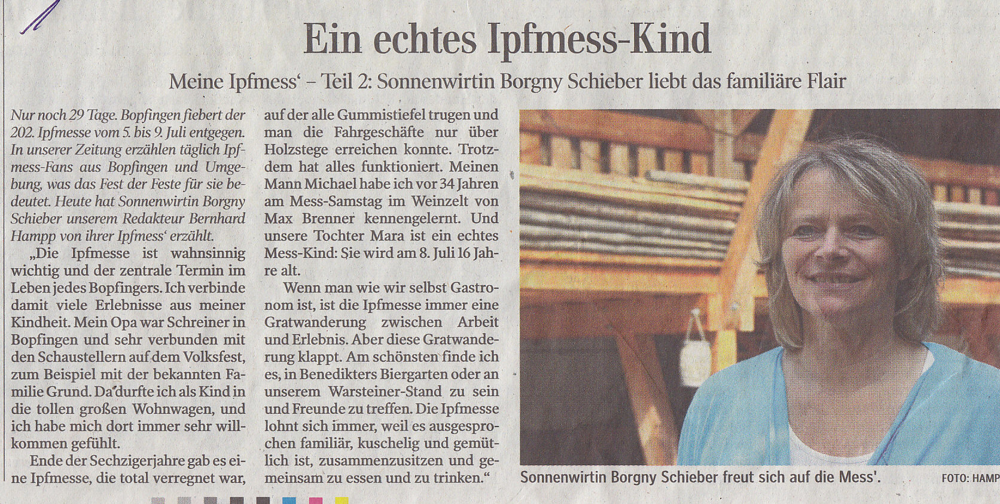 Ein echtes Ipfmess-Kind
Meine Ipfmess‘ – Teil 2: Sonnenwirtin Borgny Schieber liebt das familiäre Flair
Nur noch 29 Tage. Bopfingen fiebert der
202. Ipfmesse vom 5. bis 9. Juli entgegen.
In unserer Zeitung erzählen täglich Ipf-
mess-Fans aus Bopfingen und Umge-
bung, was das Fest der Feste für sie be-
deutet. Heute hat Sonnenwirtin Borgny
Schieber unserem Redakteur Bernhard
Hampp von ihrer Ipfmess‘ erzählt.
„Die Ipfmesse ist wahnsinnig
wichtig und der zentrale Termin im
Leben jedes Bopfingers. Ich verbinde
damit viele Erlebnisse aus meiner
Kindheit. Mein Opa war Schreiner in
Bopfingen und sehr verbunden mit
den Schaustellern auf dem Volksfest,
zum Beispiel mit der bekannten Fa-
milie Grund. Da durfte ich als Kind in
die tollen großen Wohnwagen, und
ich habe mich dort immer sehr will-
kommen gefühlt.
Ende der Sechzigerjahre gab es ei-
ne Ipfmesse, die total verregnet war,
auf der alle Gummistiefel trugen und
man die Fahrgeschäfte nur über
Holzstege erreichen konnte. Trotz-
dem hat alles funktioniert. Meinen
Mann Michael habe ich vor 34 Jahren
am Mess-Samstag im Weinzelt von
Max Brenner kennengelernt. Und
unsere Tochter Mara ist ein echtes
Mess-Kind: Sie wird am 8. Juli 16 Jah-
re alt.
Wenn man wie wir selbst Gastro-
nom ist, ist die Ipfmesse immer eine
Gratwanderung zwischen Arbeit
und Erlebnis. Aber diese Gratwande-
rung klappt. Am schönsten finde ich
es, in Benedikters Biergarten oder an
unserem Warsteiner-Stand zu sein
und Freunde zu treffen. Die Ipfmesse
lohnt sich immer, weil es ausgespro-
chen familiär, kuschelig und gemüt-
lich ist, zusammenzusitzen und ge-
meinsam zu essen und zu trinken.“
Sonnenwirtin Borgny Schieber freut sich auf die Mess'.
FOTO: HAMP